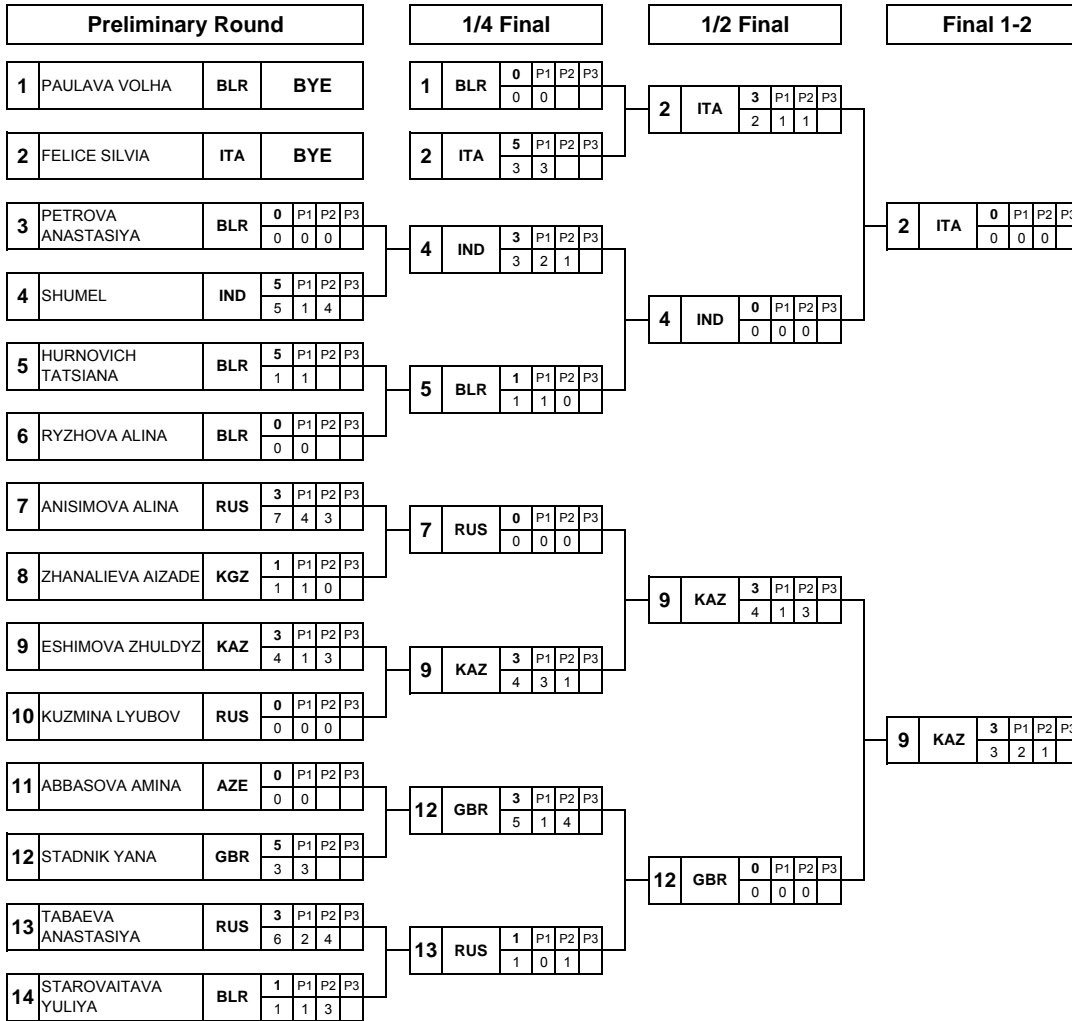 Preliminary Round 1/4 Final 1/2 Final Final 1-2
1 PAULAVA VOLHA BLR BYE
1 BLR 0 P1 P2 P3
0 0
2 ITA 3 P1 P2 P3
2 1 1
2 FELICE SILVIA ITA BYE
2 ITA 5 P1 P2 P3
3 3
3 PETROVA
ANASTASIYA BLR 0 P1 P2 P3
0 0 0
2 ITA 0 P1 P2 P3
0 0 0
4 IND 3 P1 P2 P3
3 2 1
4 SHUMEL IND 5 P1 P2 P3
5 1 4
4 IND 0 P1 P2 P3
0 0 0
5 HURNOVICH
TATSIANA BLR 5 P1 P2 P3
1 1
5 BLR 1 P1 P2 P3
1 1 0
6 RYZHOVA ALINA BLR 0 P1 P2 P3
0 0
7 ANISIMOVA ALINA RUS 3 P1 P2 P3
7 4 3
7 RUS 0 P1 P2 P3
0 0 0
8 ZHANALIEVA AIZADE KGZ 1 P1 P2 P3
1 1 0
9 KAZ 3 P1 P2 P3
4 1 3
9 ESHIMOVA ZHULDYZ KAZ 3 P1 P2 P3
4 1 3
9 KAZ 3 P1 P2 P3
4 3 1
10 KUZMINA LYUBOV RUS 0 P1 P2 P3
0 0 0
9 KAZ 3 P1 P2 P3
3 2 1
11 ABBASOVA AMINA AZE 0 P1 P2 P3
0 0
12 GBR 3 P1 P2 P3
5 1 4
12 STADNIK YANA GBR 5 P1 P2 P3
3 3
12 GBR 0 P1 P2 P3
0 0 0
13 TABAEVA
ANASTASIYA RUS 3 P1 P2 P3
6 2 4
13 RUS 1 P1 P2 P3
1 0 1
14 STAROVAITAVA
YULIYA BLR 1 P1 P2 P3
1 1 3